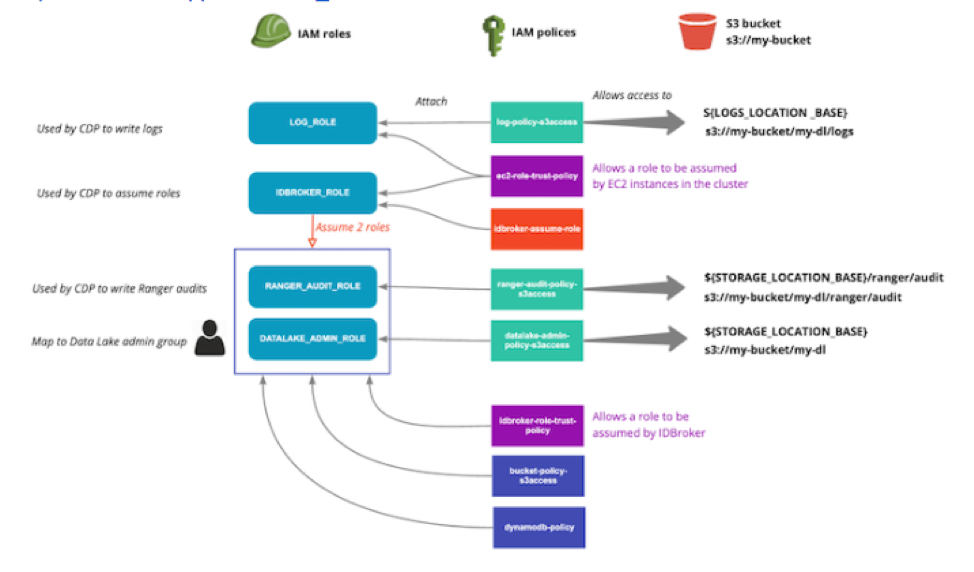 IAM roles
IAM polices
S3 bucket
s3://my-bucket
Attach
Allows access to
Used by CDP to write logs
LOG_ROLE
log-policy-s3access
${LOGS_LOCATION _BASE}
s3://my-bucket/my-dl/logs
Used by CDP to assume roles
IDBROKER_ROLE
ec2-role-trust-policy
Allows a role to be assumed
by EC2 instances in the cluster
Assume 2 roles
idbroker-assume-role
Used by CDP to write Ranger audits
RANGER_AUDIT_ROLE
ranger-audit-policy-
s3access
${STORAGE_LOCATION_BASE}/ranger/audit
s3://my-bucket/my-dl/ranger/audit
Map to Data Lake admin group
DATALAKE_ADMIN_ROLE
datalake-admin-
policy-s3access
${STORAGE_LOCATION_BASE}
s3://my-bucket/my-dl
idbroker-role-trust-
policy
Allows a role to be
assumed by IDBroker
bucket-policy-
s3access
dynamodb-policy